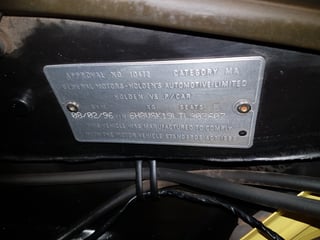 APPROVAL NO. 10472 CATEGORY MA
GENERAL MOTORS-HOLDEN'S AUTOMOTIVE LIMITED
HOLDEN VS P/CAR
SEATS 5
08/02/96
THIS VEHICLE WAS MANUFACTURED TO COMPLY
WITH THE MOTOR VEHICLE STANDARDS ACT 1989